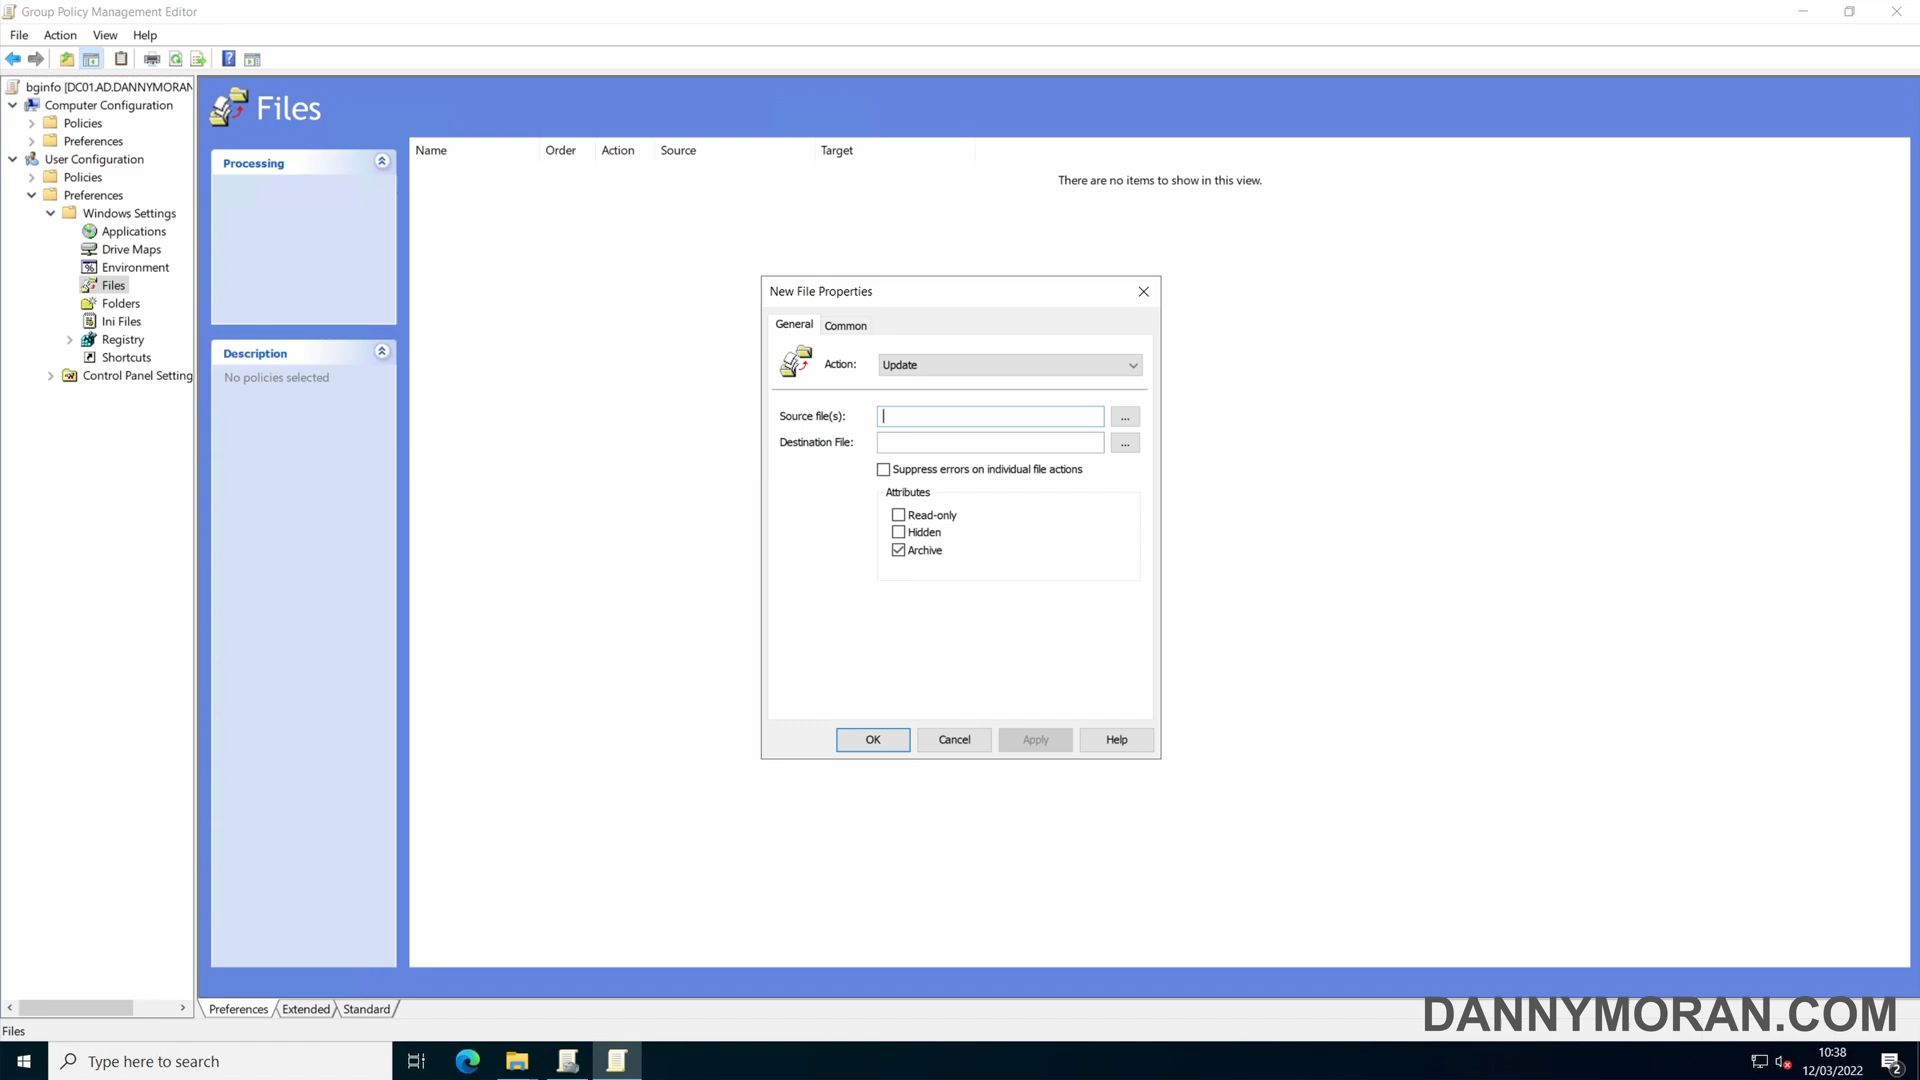 Group Policy Management Editor
File Action View Help
bginfo [DC01.AD.DANNYMORAN
Computer Configuration
Policies
Preferences
User Configuration
Policies
Preferences
Windows Settings
Applications
Drive Maps
Environment
Files
Folders
Ini Files
Registry
Shortcuts
Control Panel Setting
Files
Processing
Description
No policies selected
Name Order Action Source Target
There are no items to show in this view.
New File Properties
General Common
Action: Update
Source file(s): ...
Destination File: ...
Suppress errors on individual file actions
Attributes
Read-only
Hidden
Archive
OK Cancel Apply Help
Preferences Extended Standard
Files
DANNYMORAN.COM
Type here to search
10:38
12/03/2022
2